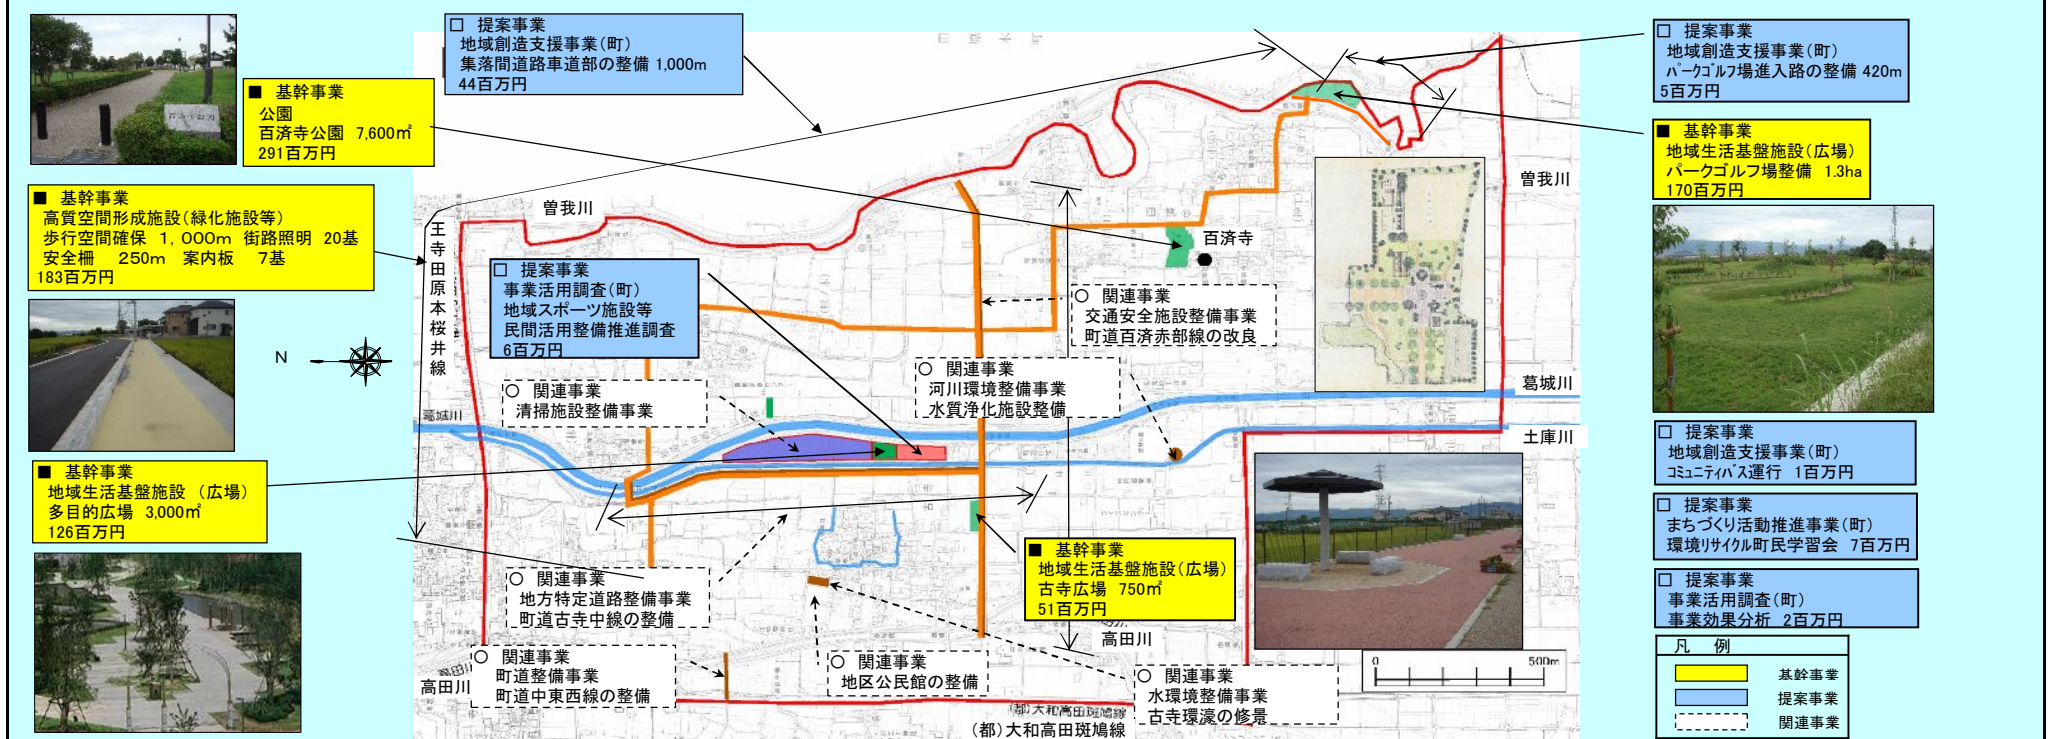 □ 提案事業
地域創造支援事業(町)
集落間道路車道部の整備 1,000m
44百万円
■ 基幹事業
公園
百済寺公園 7,600㎡
291百万円
■ 基幹事業
高質空間形成施設(緑化施設等)
歩行空間確保 1,000m 街路照明 20基
安全柵 250m 案内板 7基
183百万円
■ 基幹事業
地域生活基盤施設 (広場)
多目的広場 3,000㎡
126百万円
N
王寺田原本桜井線
曽我川
□ 提案事業
事業活用調査(町)
地域スポーツ施設等
民間活用整備推進調査
6百万円
○ 関連事業
清掃施設整備事業
葛城川
○ 関連事業
河川環境整備事業
水質浄化施設整備
○ 関連事業
交通安全施設整備事業
町道百済赤部線の改良
百済寺
○ 関連事業
地方特定道路整備事業
町道古寺中線の整備
○ 関連事業
町道整備事業
町道中東西線の整備
高田川
○ 関連事業
地区公民館の整備
■ 基幹事業
地域生活基盤施設(広場)
古寺広場 750㎡
51百万円
高田川
○ 関連事業
水環境整備事業
古寺環濠の修景
(都)大和高田斑鳩線
(都)大和高田斑鳩線
0 500m
曽我川
葛城川
土庫川
□ 提案事業
地域創造支援事業(町)
パークゴルフ場進入路の整備 420m
5百万円
■ 基幹事業
地域生活基盤施設(広場)
パークゴルフ場整備 1.3ha
170百万円
□ 提案事業
地域創造支援事業(町)
コミュニティバス運行 1百万円
□ 提案事業
まちづくり活動推進事業(町)
環境リサイクル町民学習会 7百万円
□ 提案事業
事業活用調査(町)
事業効果分析 2百万円
凡 例
基幹事業
提案事業
関連事業